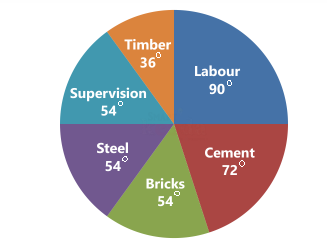 Timber
36°
Labour
90°
Supervision
54°
Steel
54°
Cement
72°
Bricks
54°